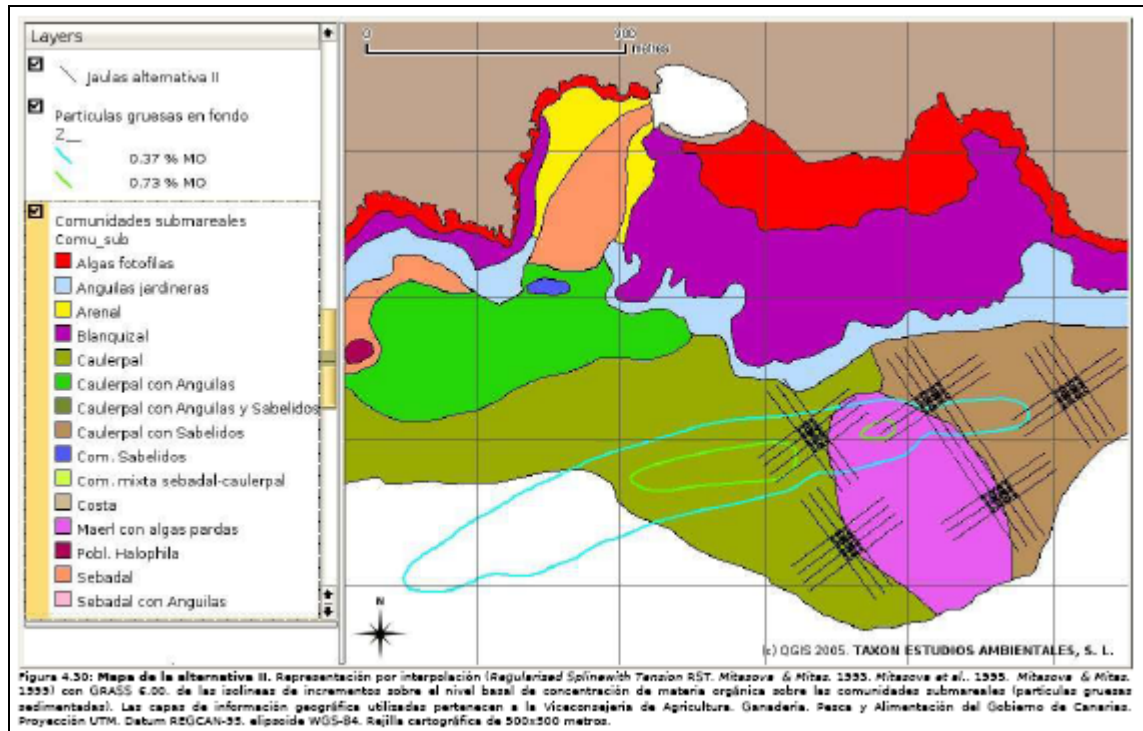 Layers
Jaulas alternativa II
Particulas gruesas en fondo
Z__
0.37 % MO
0.73 % MO
Comunidades submareales
Comu_sub
Algas fotofilas
Anguilas jardineras
Arenal
Blanquizal
Caulerpal
Caulerpal con Anguilas
Caulerpal con Anguilas y Sabelidos
Caulerpal con Sabelidos
Com. Sabelidos
Com. mixta sebadal-caulerpal
Costa
Maerl con algas pardas
Pobl. Halophila
Sebadal
Sebadal con Anguilas
0
metros
N
(c) QGIS 2005. TAXON ESTUDIOS AMBIENTALES, S. L.
Figura 4.30: Mapa de la alternativa II. Representación por interpolación (Regularised Splinewith Tension RST. Mitasova & Mitas. 1993. Mitasova et al.. 1995. Mitasova & Mitas.
1999) con GRASS 6.00. de las isolineas de incrementos sobre el nivel basal de concentración de materia orgánica sobre las comunidades submareales (particulas gruesas
sedimentadas). Las capas de información geográfica utilizadas pertenecen a la Viceconsejeria de Agricultura. Ganaderia. Pesca y Alimentación del Gobierno de Canarias.
Proyección UTM. Datum REGCAN-95. elipsoide WGS-84. Rejilla cartográfica de 500x500 metros.